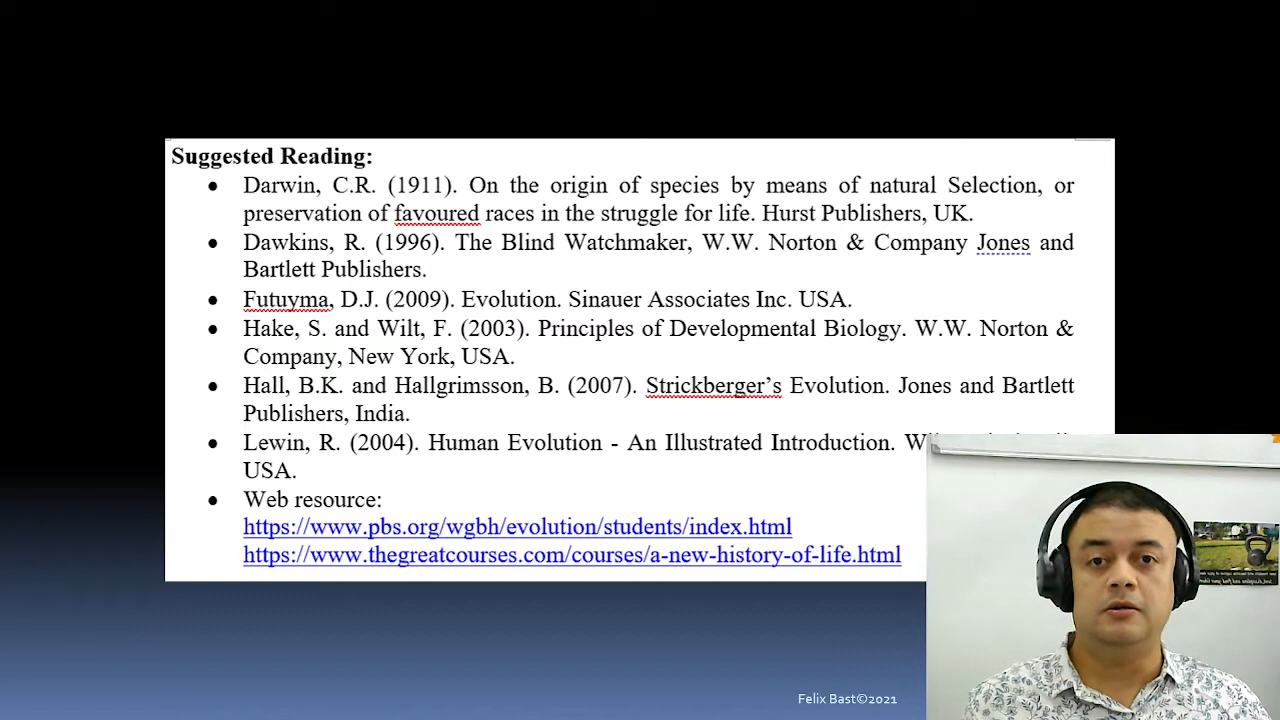 Suggested Reading:
• Darwin, C.R. (1911). On the origin of species by means of natural Selection, or
preservation of favoured races in the struggle for life. Hurst Publishers, UK.
• Dawkins, R. (1996). The Blind Watchmaker, W.W. Norton & Company Jones and
Bartlett Publishers.
• Futuyma, D.J. (2009). Evolution. Sinauer Associates Inc. USA.
• Hake, S. and Wilt, F. (2003). Principles of Developmental Biology. W.W. Norton &
Company, New York, USA.
• Hall, B.K. and Hallgrimsson, B. (2007). Strickberger’s Evolution. Jones and Bartlett
Publishers, India.
• Lewin, R. (2004). Human Evolution - An Illustrated Introduction.
USA.
• Web resource:
https://www.pbs.org/wgbh/evolution/students/index.html
https://www.thegreatcourses.com/courses/a-new-history-of-life.html
Felix Bast©2021